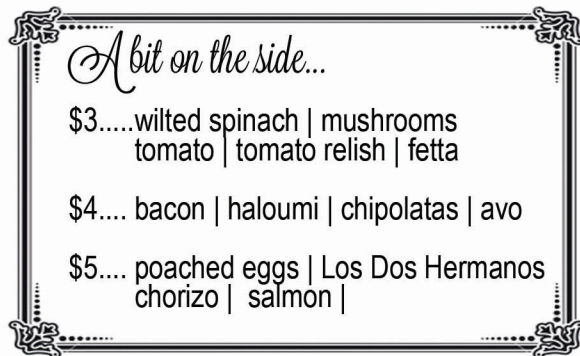 A bit on the side...
$3.....wilted spinach | mushrooms
tomato | tomato relish | fetta
$4.... bacon | haloumi | chipolatas | avo
$5.... poached eggs | Los Dos Hermanos
chorizo | salmon |